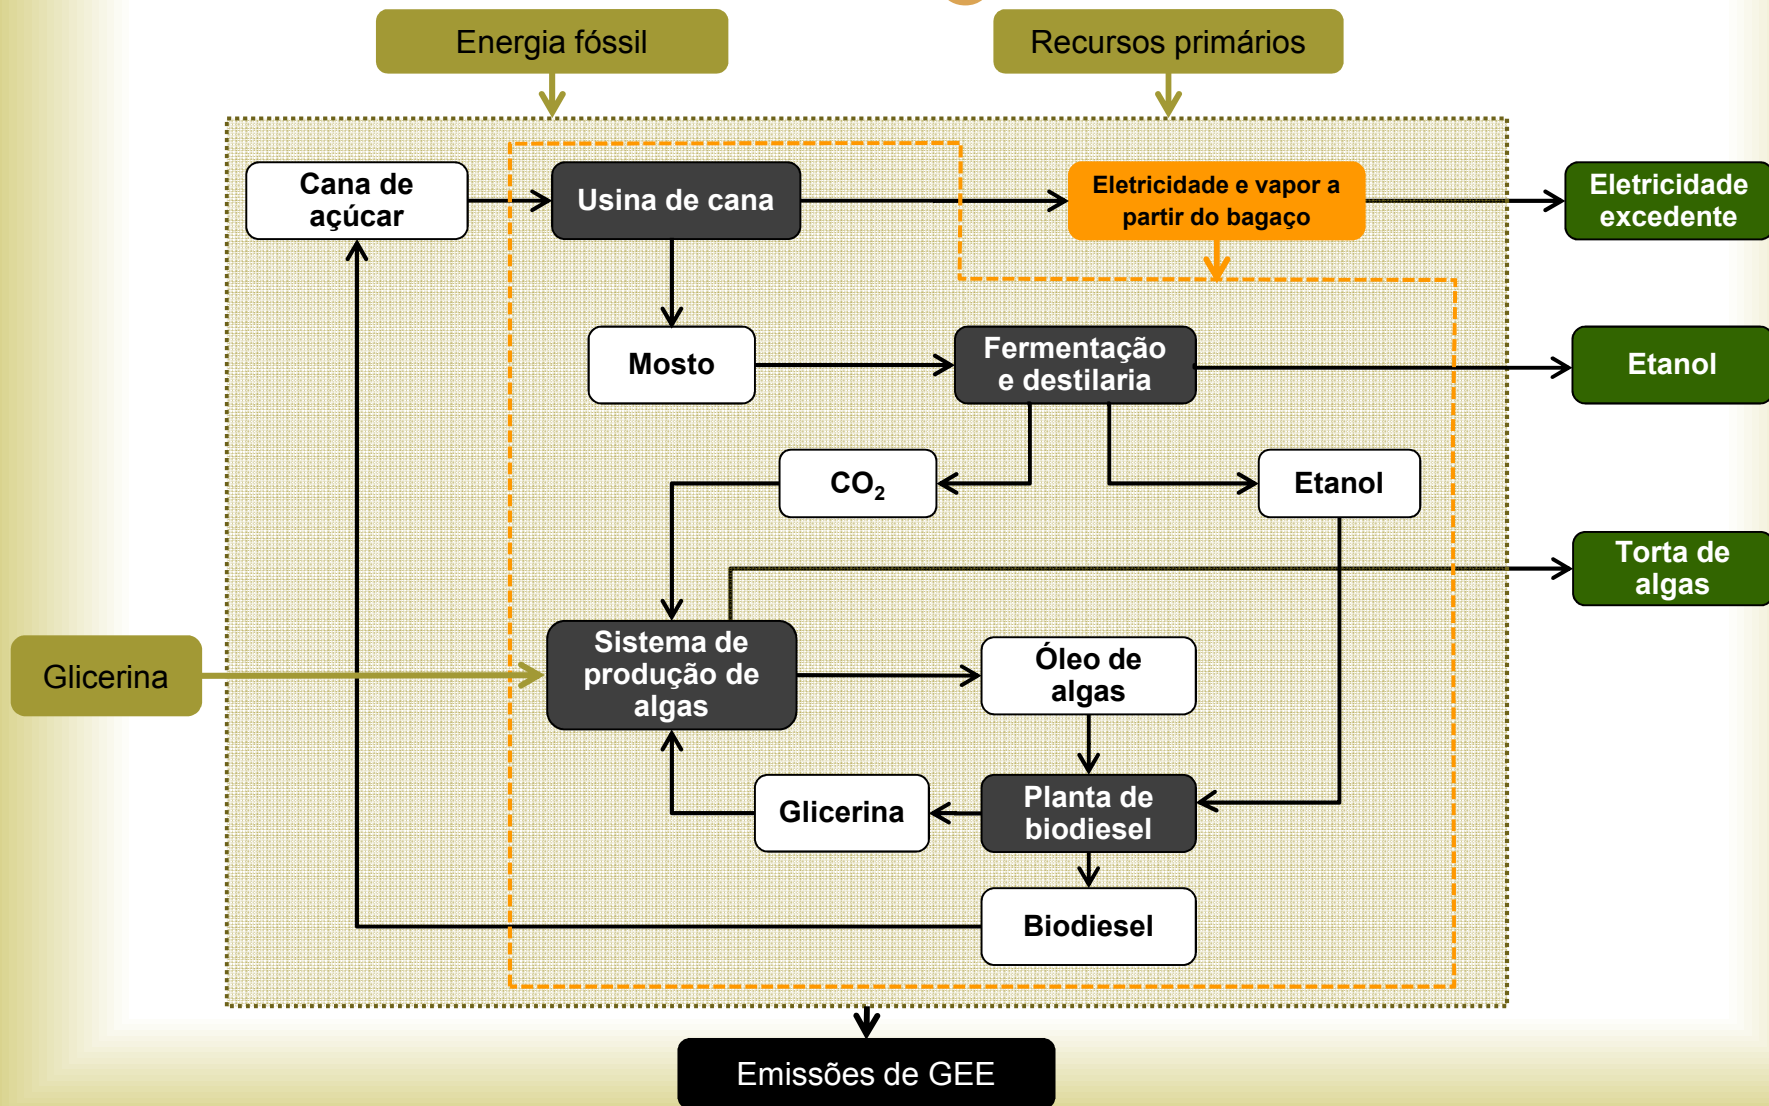 Energia fóssil
Recursos primários
Cana de
açúcar
Usina de cana
Eletricidade e vapor a
partir do bagaço
Eletricidade
excedente
Mosto
Fermentação
e destilaria
Etanol
CO₂
Etanol
Torta de
algas
Glicerina
Sistema de
produção de
algas
Óleo de
algas
Glicerina
Planta de
biodiesel
Biodiesel
Emissões de GEE